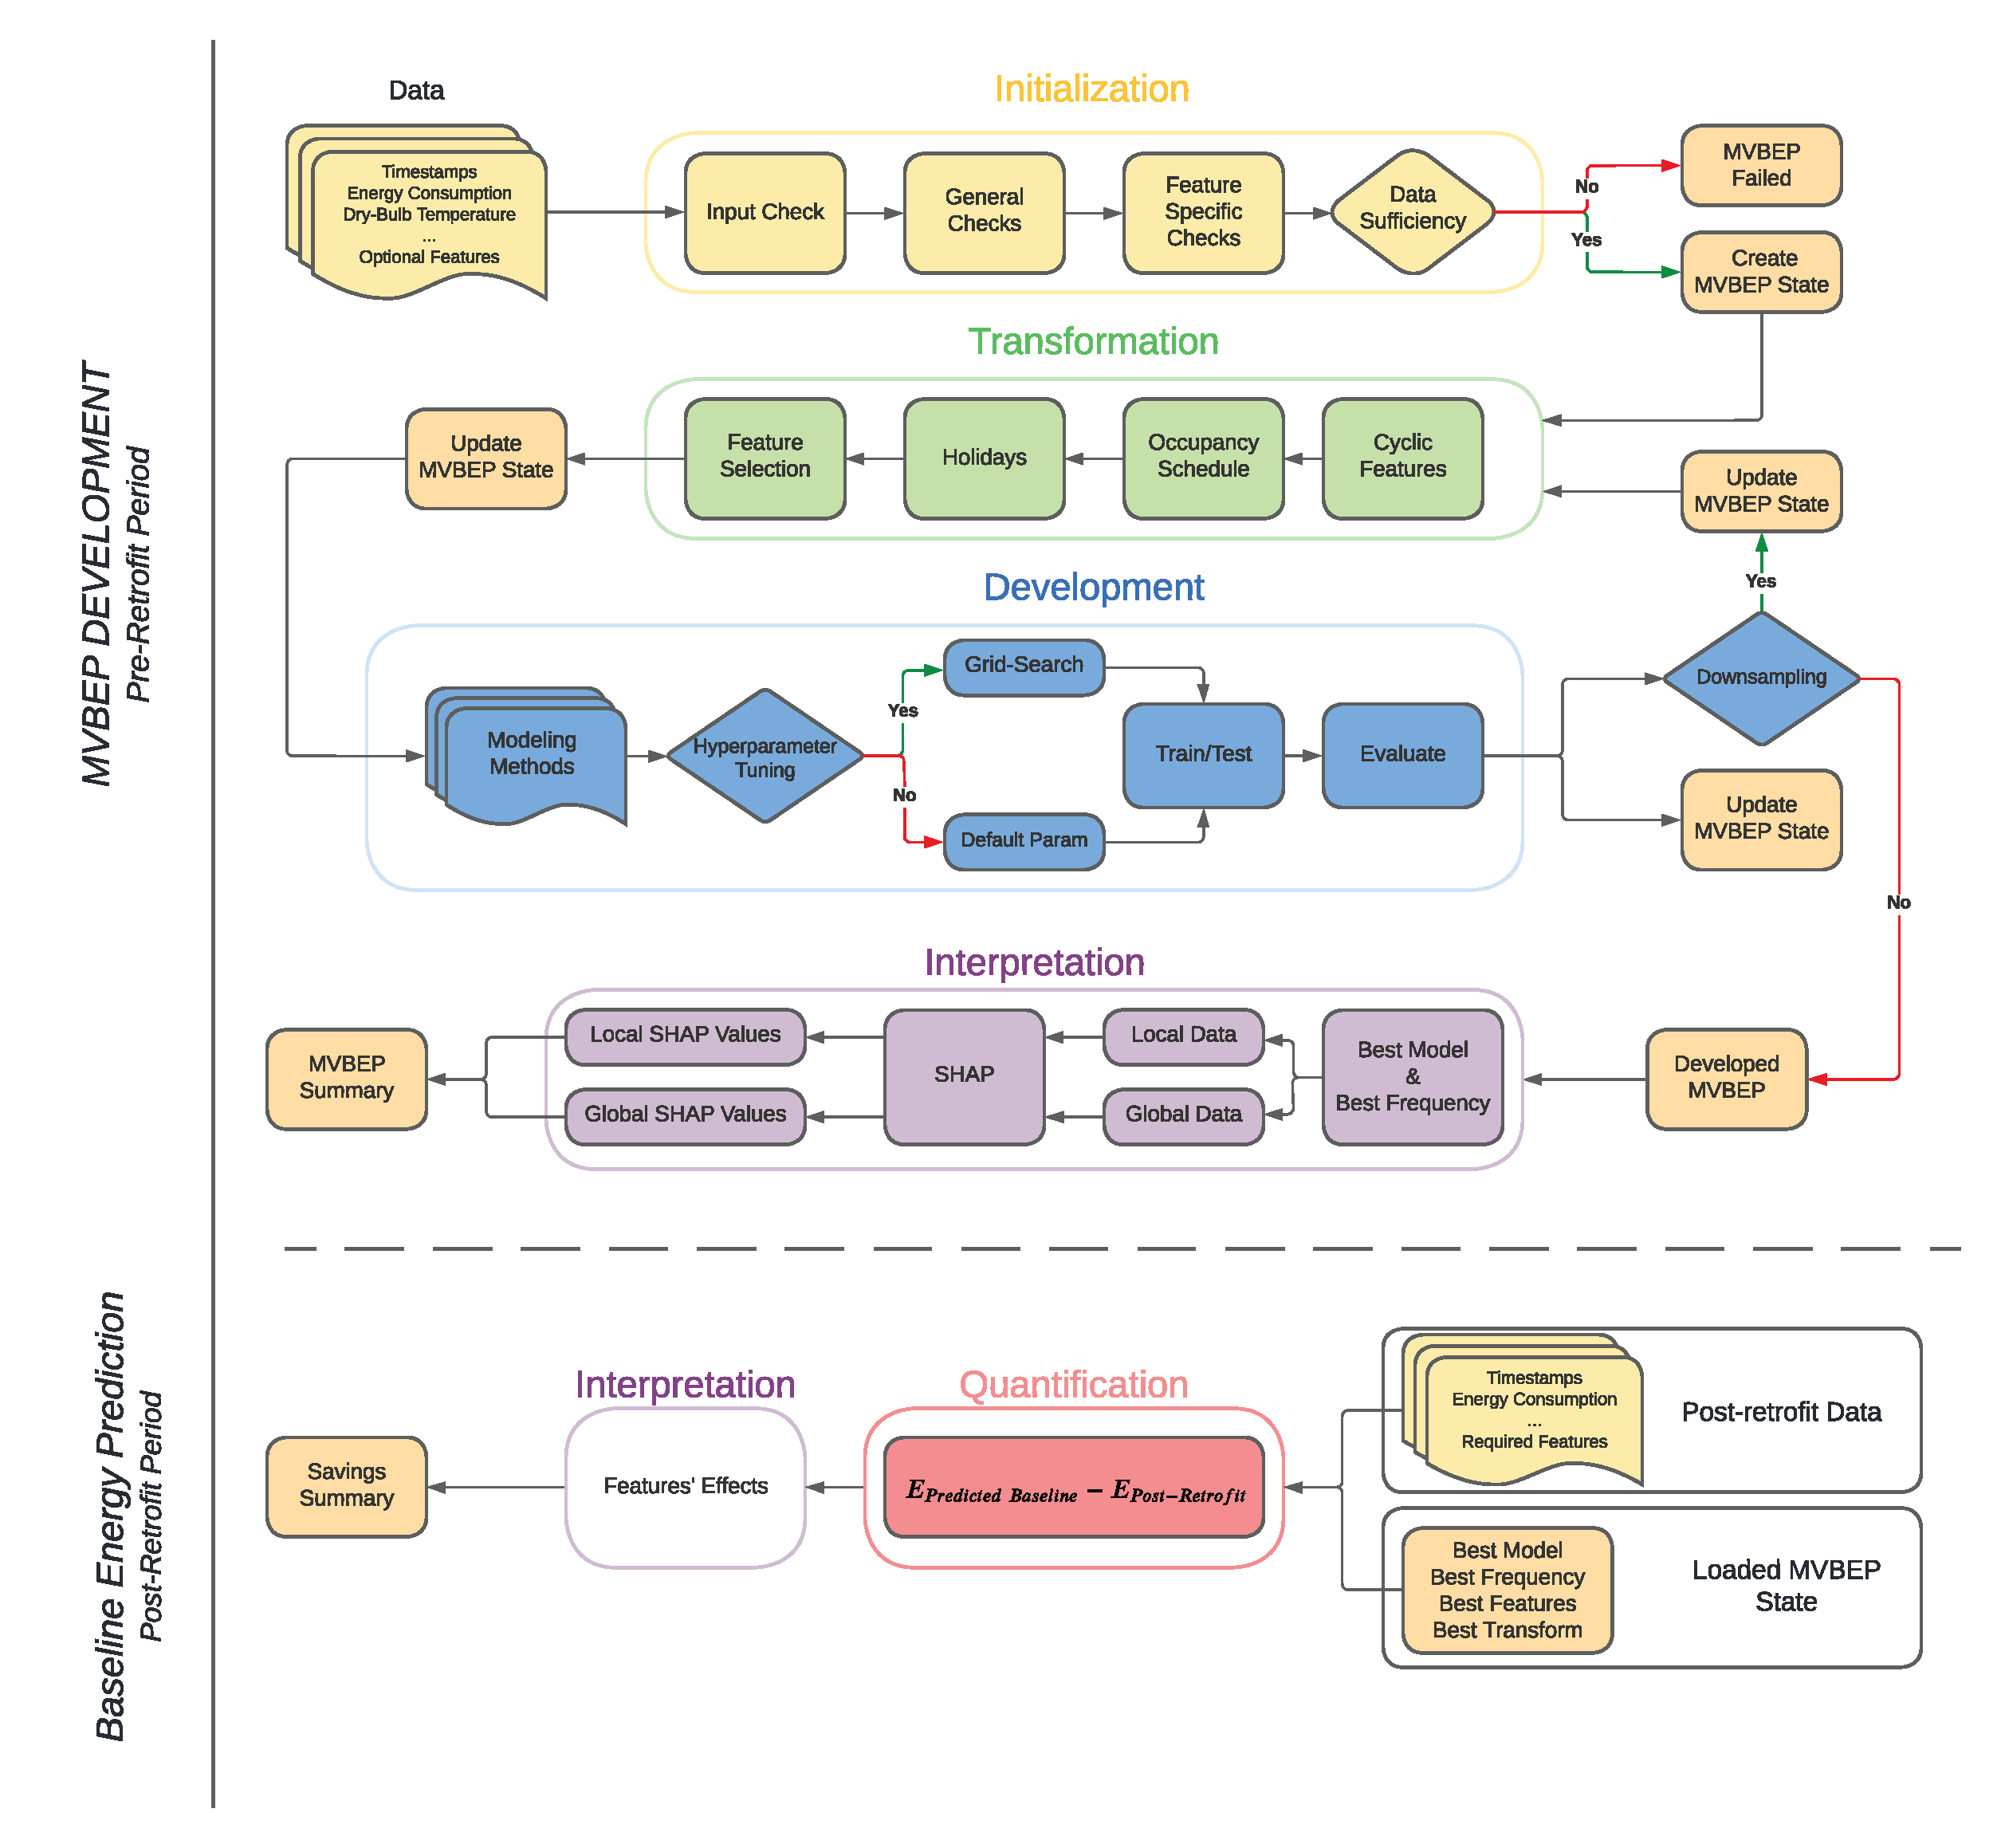 MVBEP DEVELOPMENT
Pre-Retrofit Period
Data
Timestamps
Energy Consumption
Dry-Bulb Temperature
...
Optional Features
Initialization
Input Check
General
Checks
Feature
Specific
Checks
Data
Sufficiency
No
Yes
MVBEP
Failed
Create
MVBEP State
Transformation
Cyclic
Features
Occupancy
Schedule
Holidays
Feature
Selection
Update
MVBEP State
Update
MVBEP State
Yes
Development
Modeling
Methods
Hyperparameter
Tuning
Yes
No
Grid-Search
Default Param
Train/Test
Evaluate
Downsampling
Update
MVBEP State
No
Interpretation
Developed
MVBEP
Best Model
&
Best Frequency
Local Data
Global Data
SHAP
Local SHAP Values
Global SHAP Values
MVBEP
Summary
Baseline Energy Prediction
Post-Retrofit Period
Timestamps
Energy Consumption
...
Required Features
Post-retrofit Data
Best Model
Best Frequency
Best Features
Best Transform
Loaded MVBEP
State
Quantification
E Predicted Baseline − E Post−Retrofit
Interpretation
Features' Effects
Savings
Summary